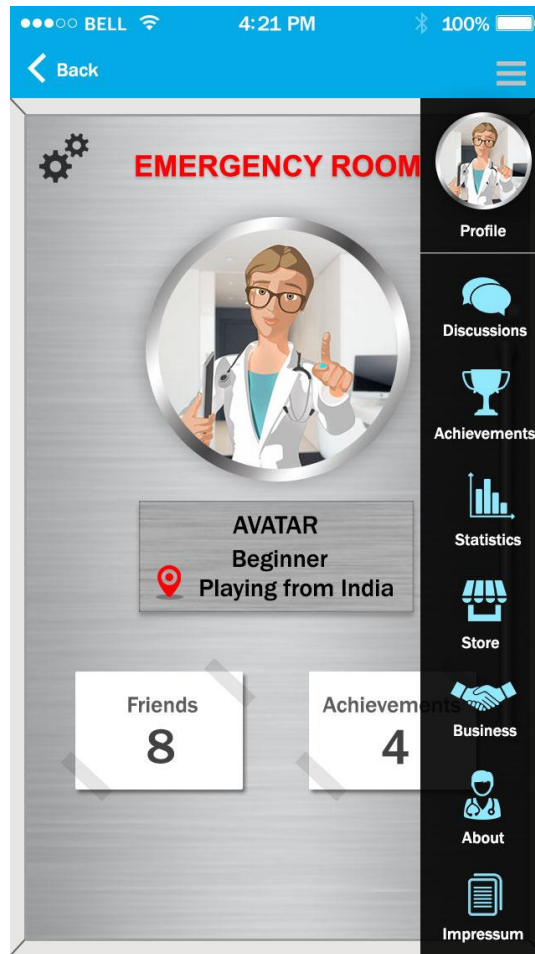 BELL
4:21 PM
100%
Back
EMERGENCY ROOM
Profile
Discussions
Achievements
Statistics
Store
Business
About
Impressum
AVATAR
Beginner
Playing from India
Friends
8
Achievements
4